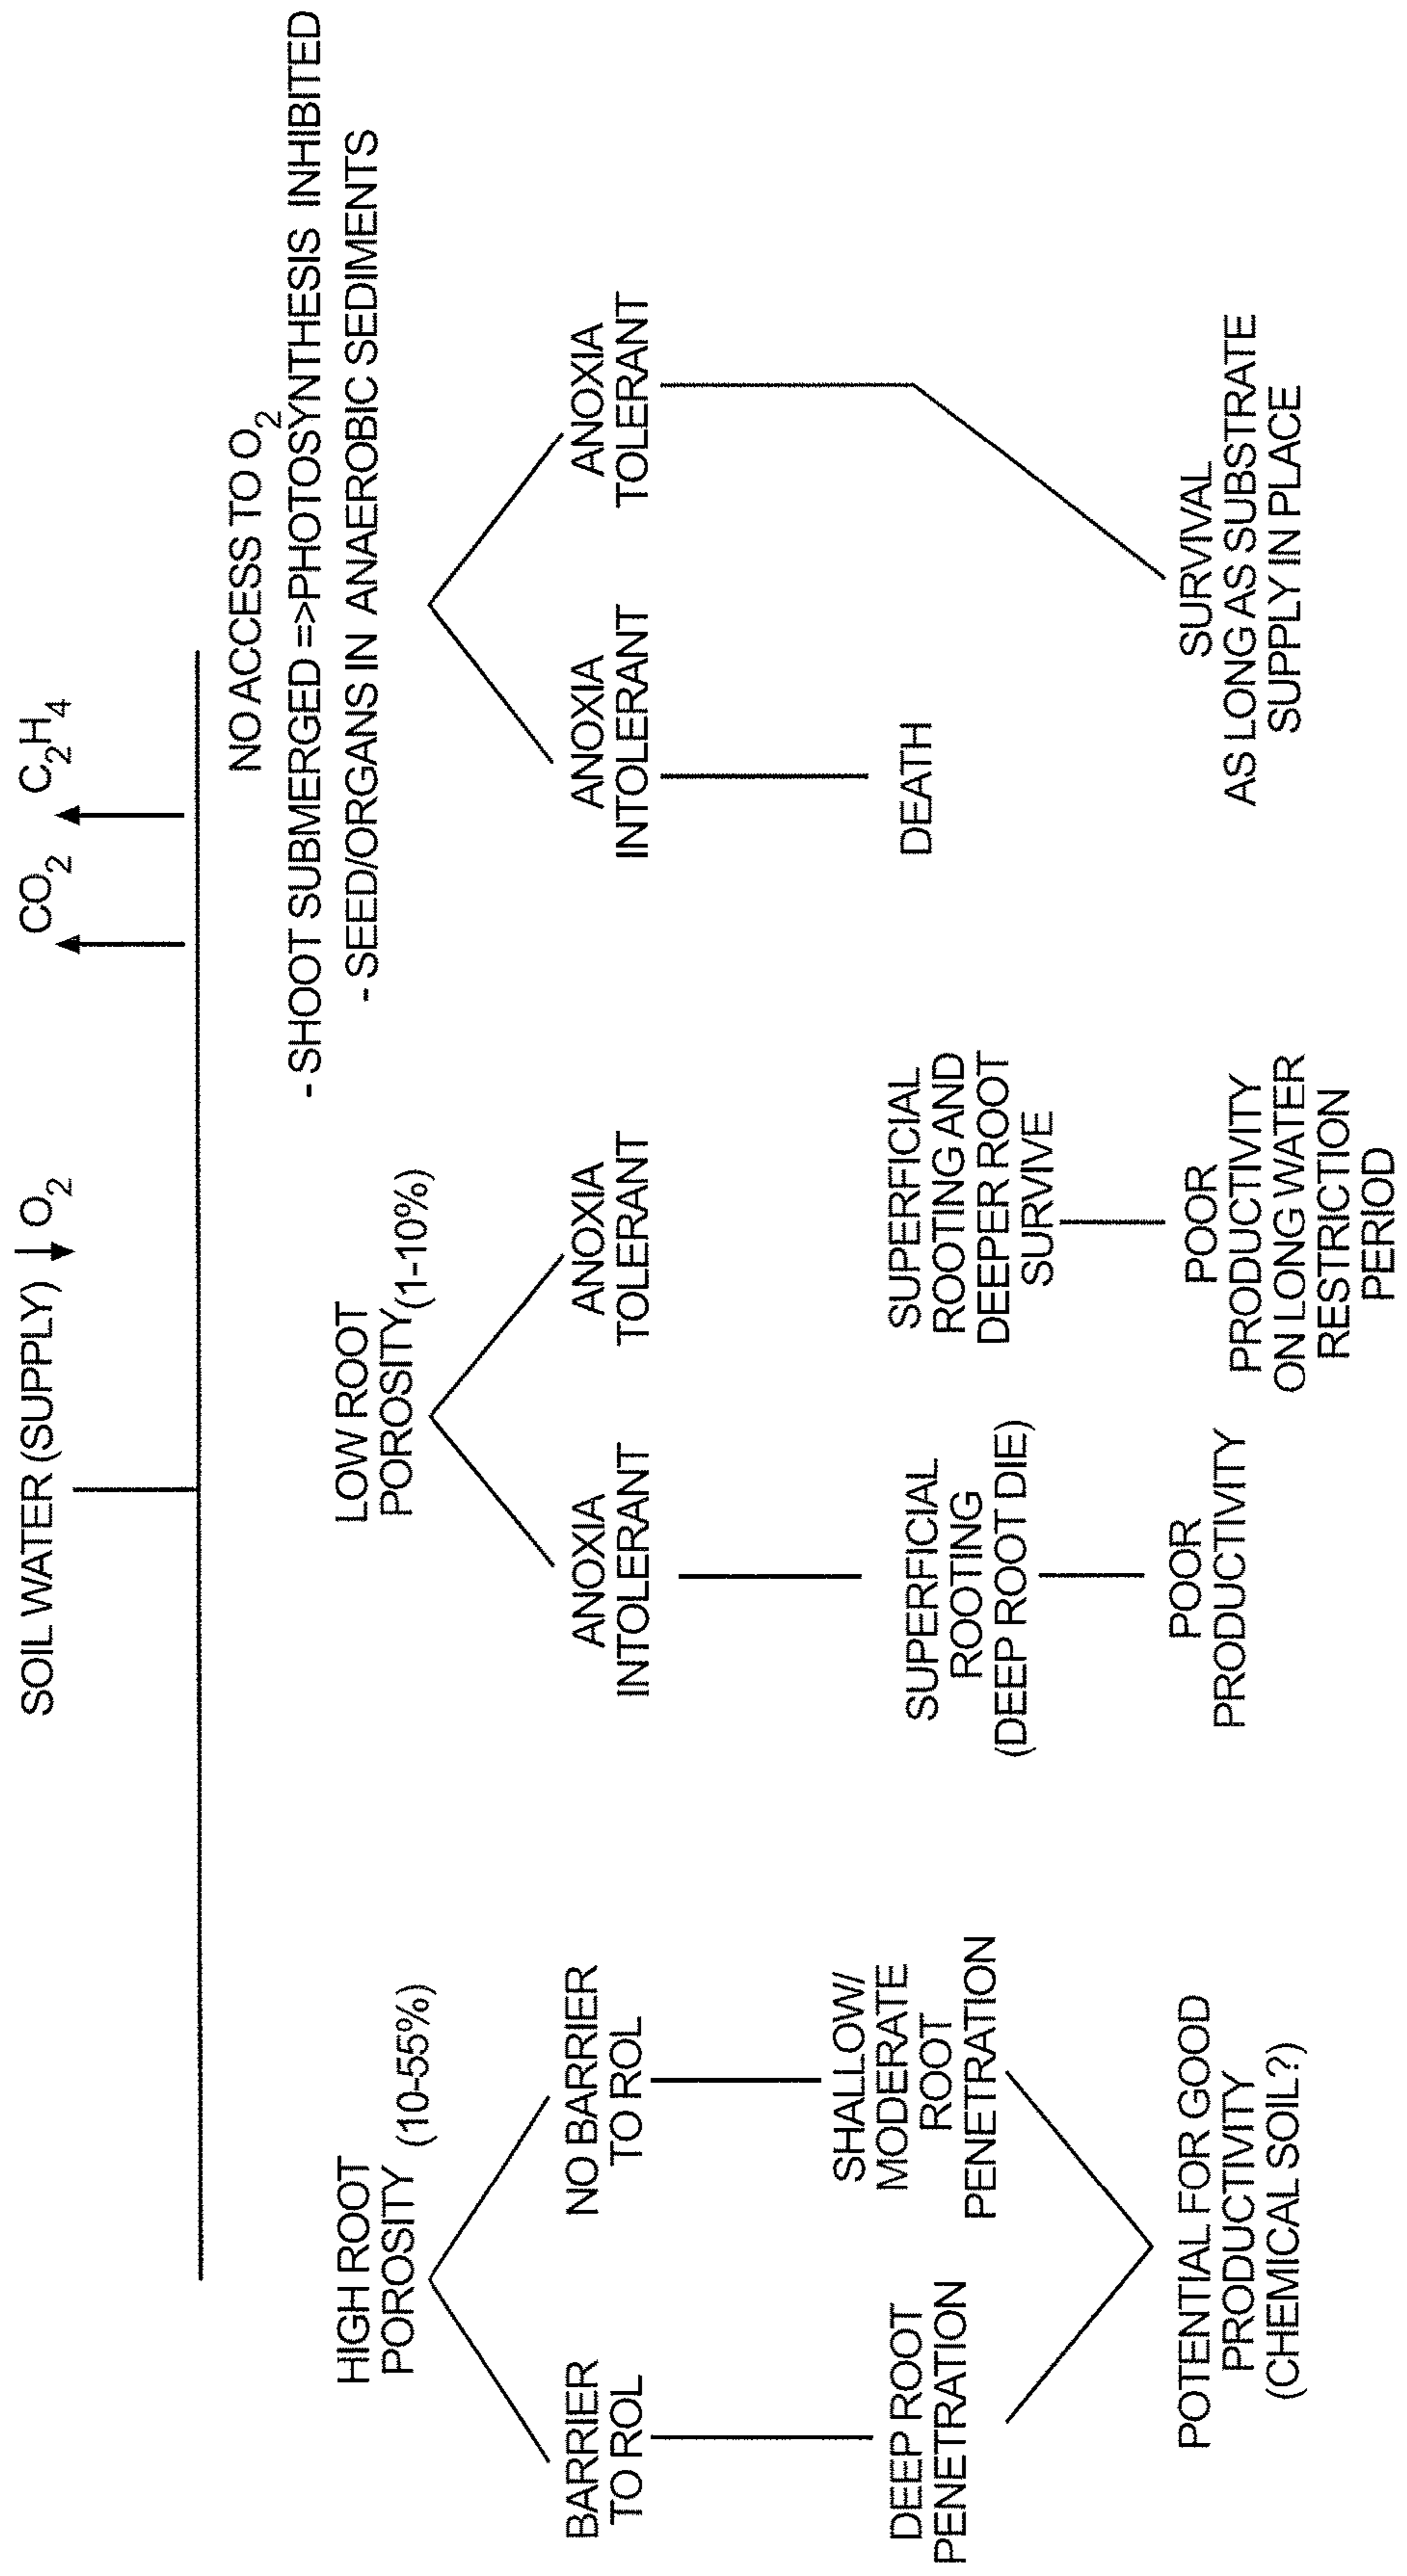 SOIL WATER (SUPPLY) ↓ O2
CO2
C2H4
HIGH ROOT
POROSITY (10-55%)
BARRIER
TO ROL
NO BARRIER
TO ROL
DEEP ROOT
PENETRATION
SHALLOW/
MODERATE
ROOT
PENETRATION
POTENTIAL FOR GOOD
PRODUCTIVITY
(CHEMICAL SOIL?)
LOW ROOT
POROSITY (1-10%)
ANOXIA
INTOLERANT
ANOXIA
TOLERANT
SUPERFICIAL
ROOTING
(DEEP ROOT DIE)
SUPERFICIAL
ROOTING AND
DEEPER ROOT
SURVIVE
POOR
PRODUCTIVITY
POOR
PRODUCTIVITY
ON LONG WATER
RESTRICTION
PERIOD
NO ACCESS TO O2
- SHOOT SUBMERGED =>PHOTOSYNTHESIS INHIBITED
- SEED/ORGANS IN ANAEROBIC SEDIMENTS
ANOXIA
INTOLERANT
ANOXIA
TOLERANT
DEATH
SURVIVAL
AS LONG AS SUBSTRATE
SUPPLY IN PLACE